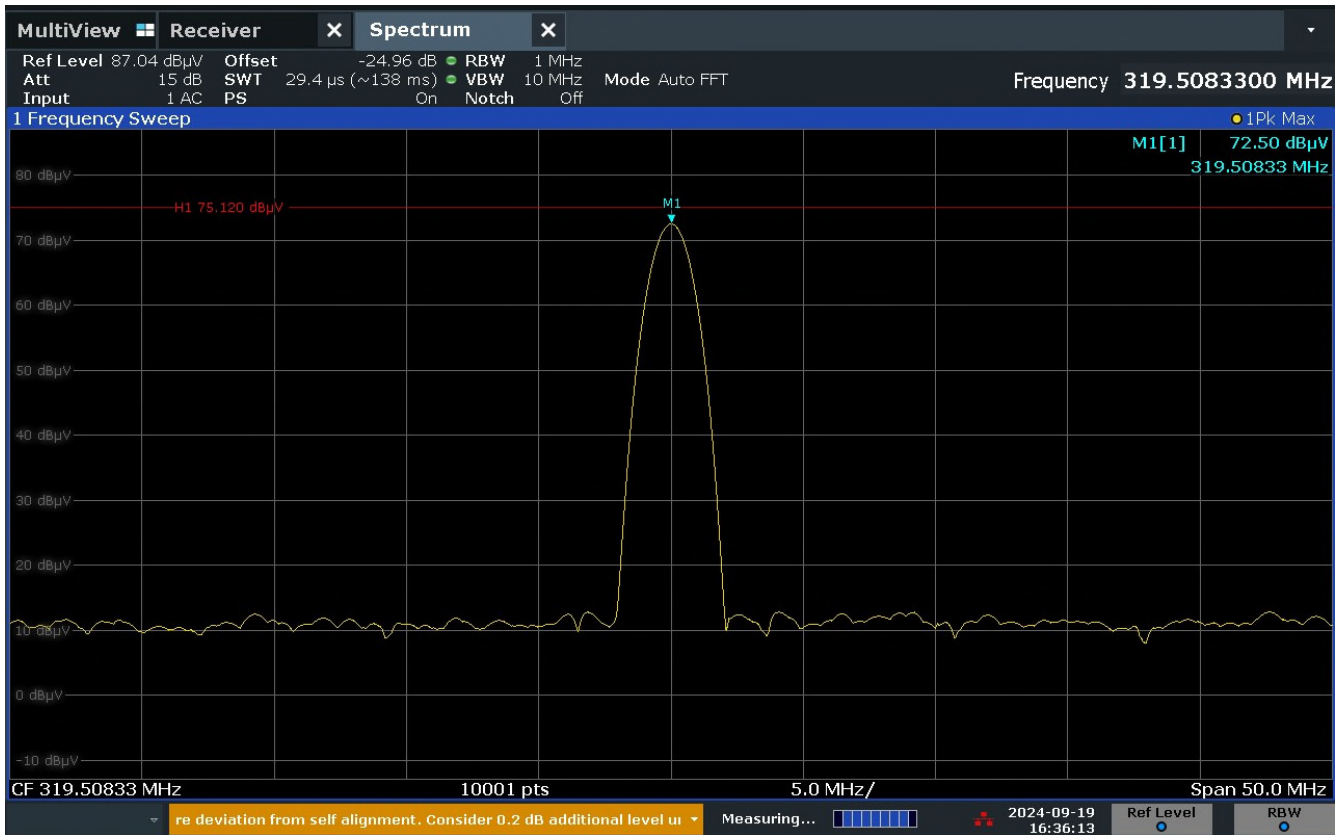 MultiView Receiver X Spectrum X
Ref Level 87.04 dBµV Offset -24.96 dB RBW 1 MHz
Att 15 dB SWT 29.4 µs (~138 ms) VBW 10 MHz Mode Auto FFT Frequency 319.5083300 MHz
Input 1 AC PS On Notch Off
1 Frequency Sweep 1Pk Max
M1[1] 72.50 dBµV
319.50833 MHz
80 dBµV
H1 75.120 dBµV
M1
70 dBµV
60 dBµV
50 dBµV
40 dBµV
30 dBµV
20 dBµV
10 dBµV
0 dBµV
-10 dBµV
CF 319.50833 MHz 10001 pts 5.0 MHz/ Span 50.0 MHz
re deviation from self alignment. Consider 0.2 dB additional level Measuring... 2024-09-19 Ref Level RBW
16:36:13